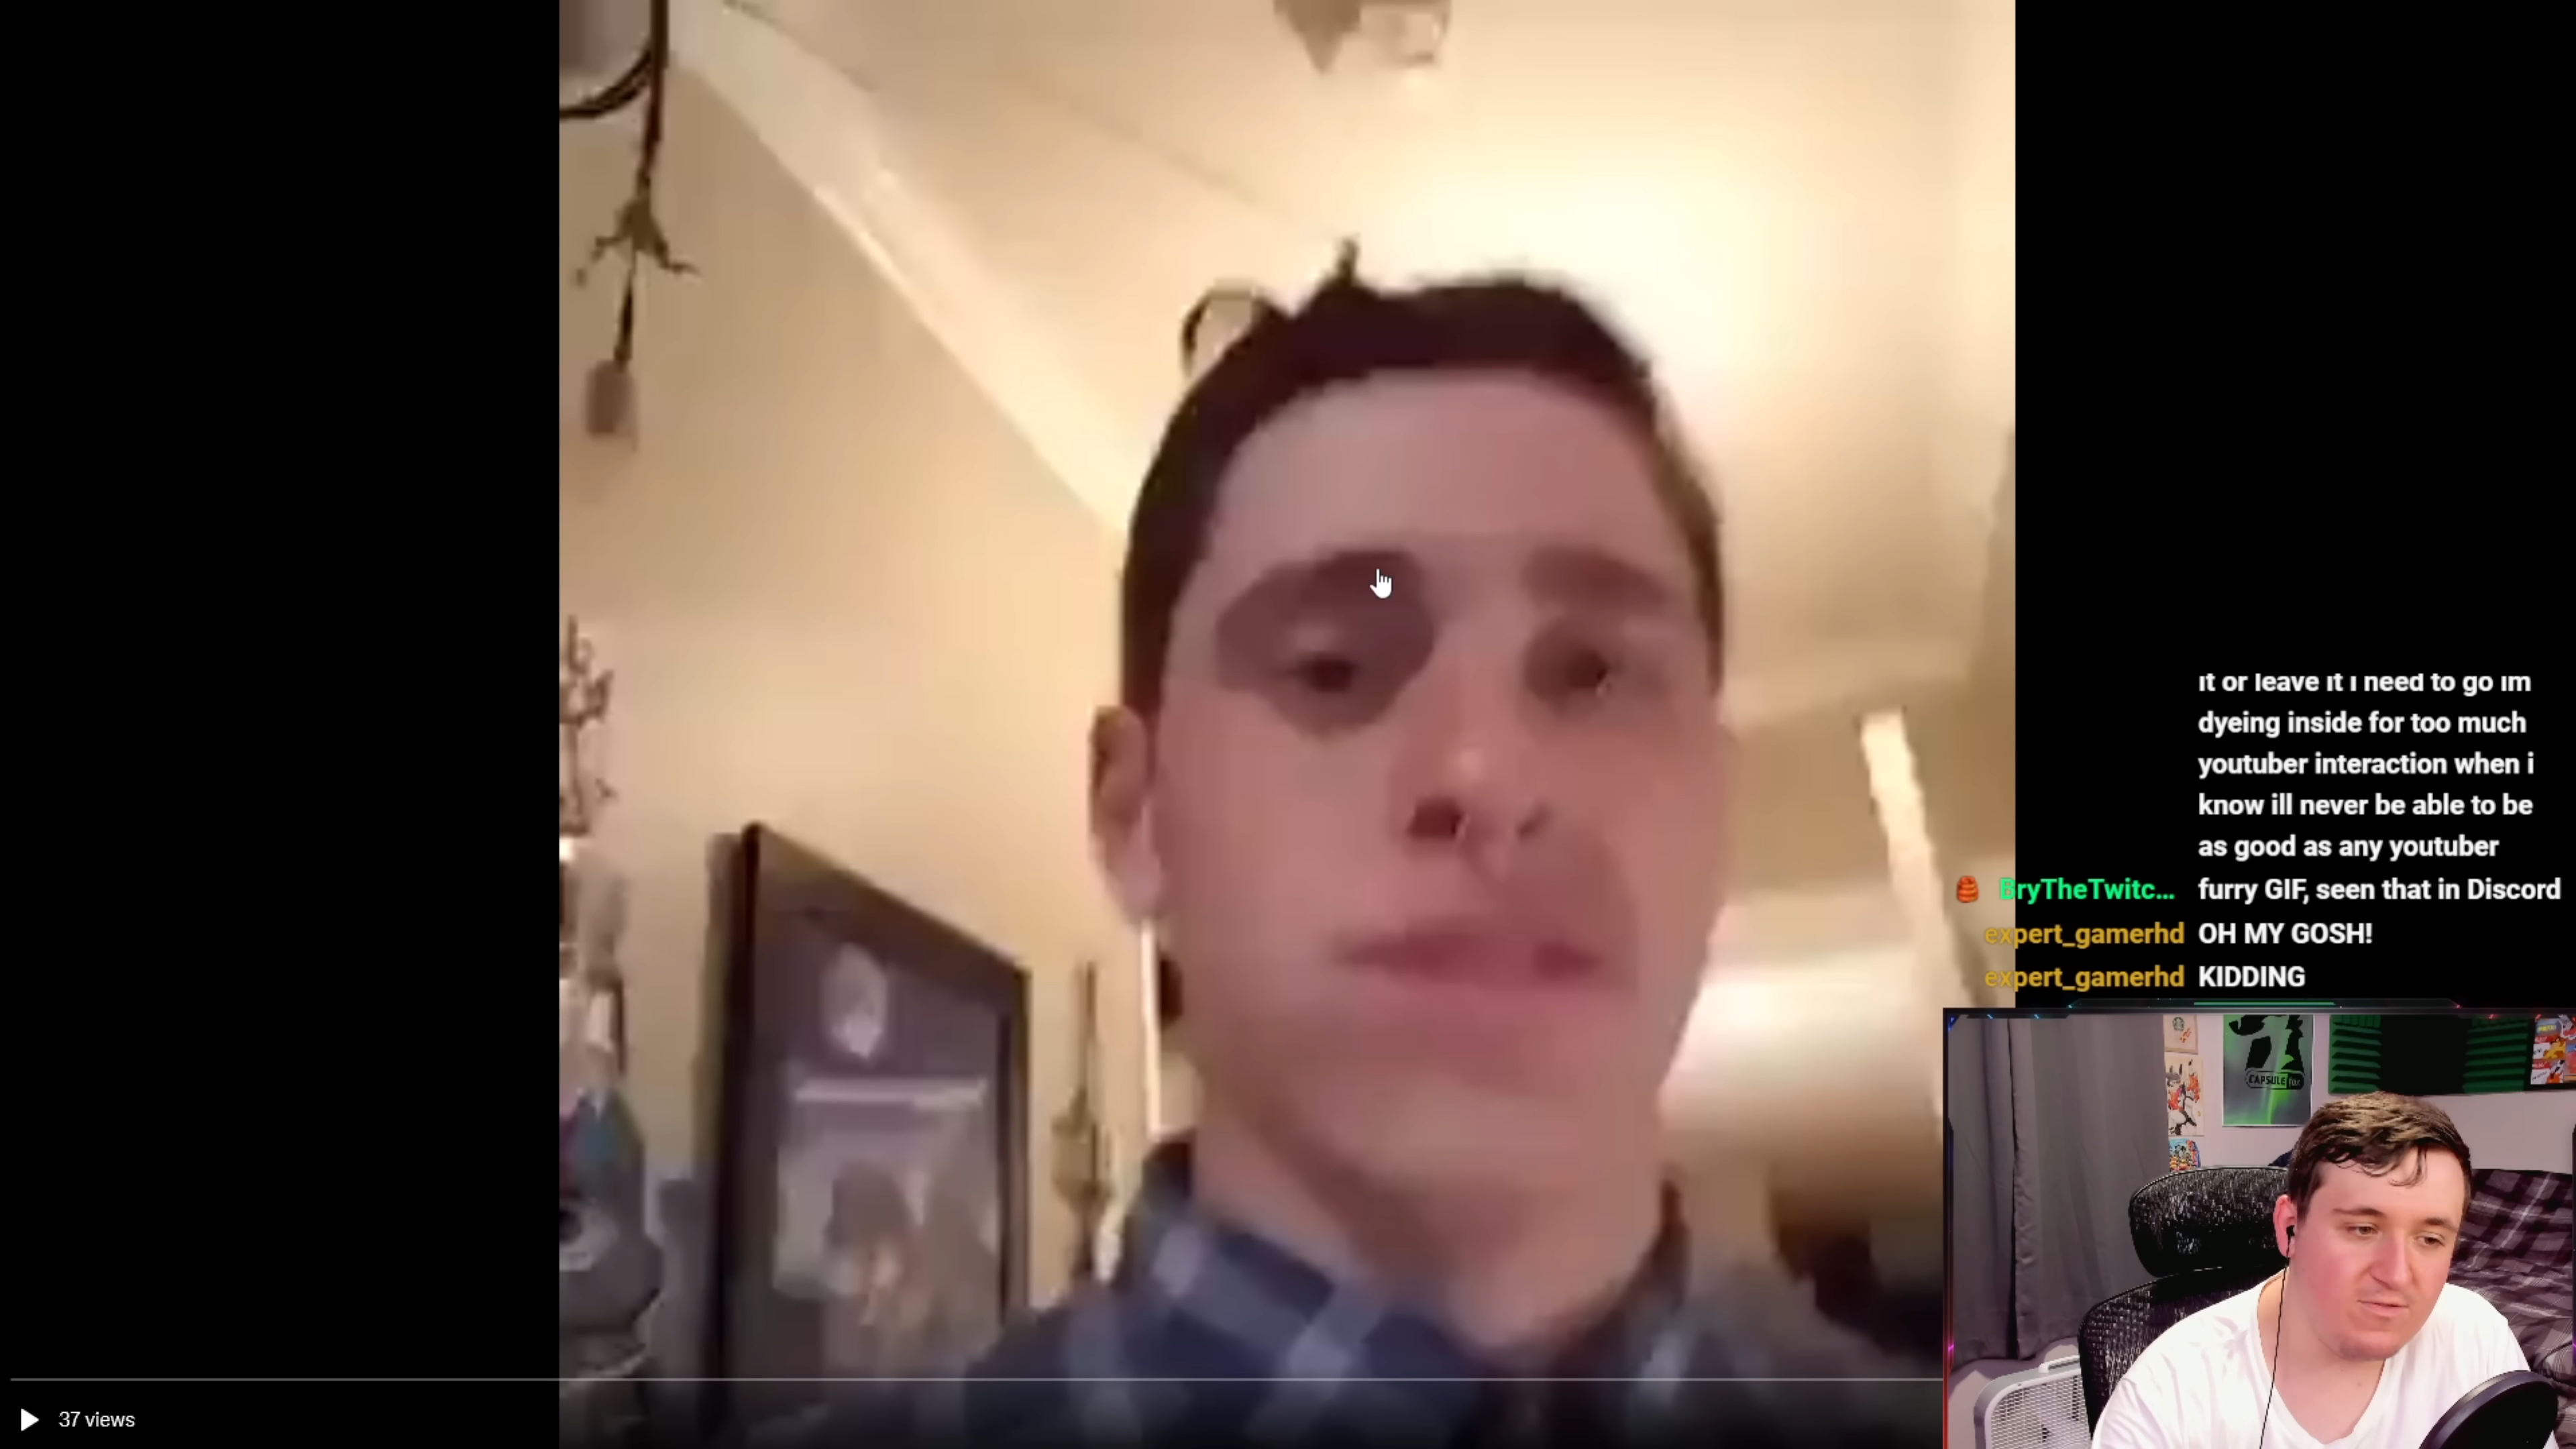 it or leave it i need to go im
dyeing inside for too much
youtuber interaction when i
know ill never be able to be
as good as any youtuber
BryTheTwitc... furry GIF, seen that in Discord
expert_gamerhd OH MY GOSH!
expert_gamerhd KIDDING
CAPSULE
37 views